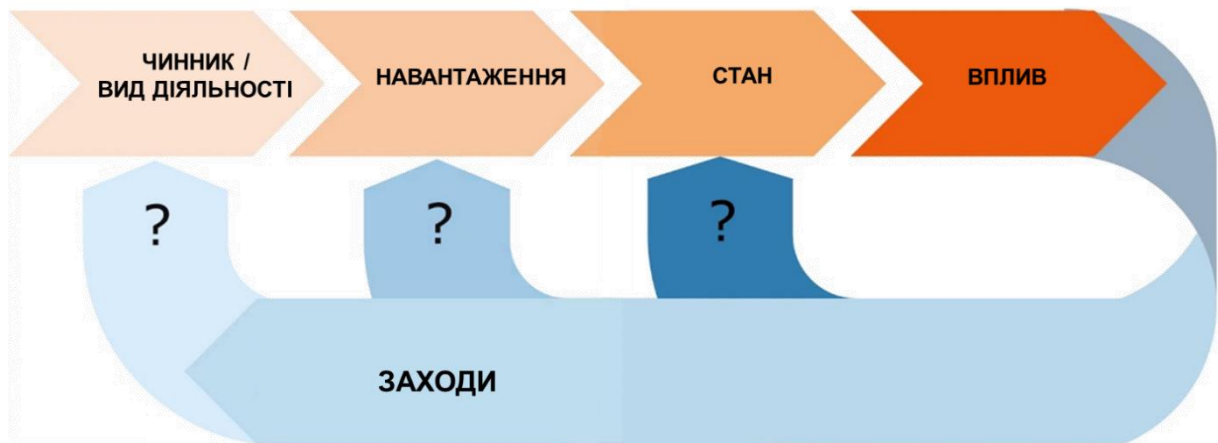 ЧИННИК /
ВИД ДІЯЛЬНОСТІ
НАВАНТАЖЕННЯ
СТАН
ВПЛИВ
?
?
?
ЗАХОДИ